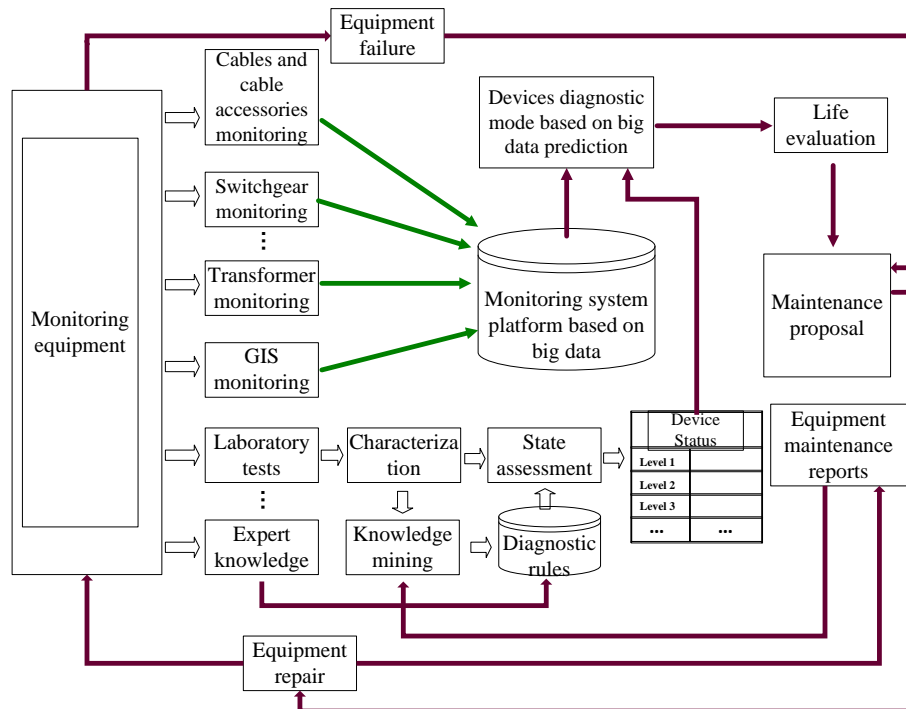 Equipment
failure
Cables and
cable
accessories
monitoring
Devices diagnostic
mode based on big
data prediction
Life
evaluation
Switchgear
monitoring
...
Transformer
monitoring
Monitoring
equipment
Monitoring system
platform based on
big data
Maintenance
proposal
GIS
monitoring
Laboratory
tests
...
Characteriza
tion
State
assessment
Device
Status
Level 1
Level 2
Level 3
... ...
Equipment
maintenance
reports
Expert
knowledge
Knowledge
mining
Diagnostic
rules
Equipment
repair